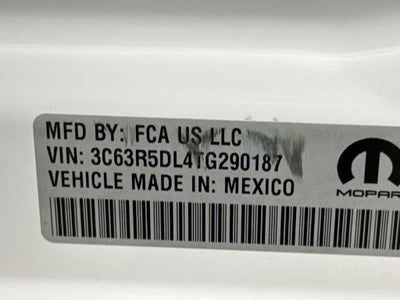 MFD BY: FCA US LLC
VIN: 3C63R5DL4TG290187
VEHICLE MADE IN: MEXICO
MOPAR